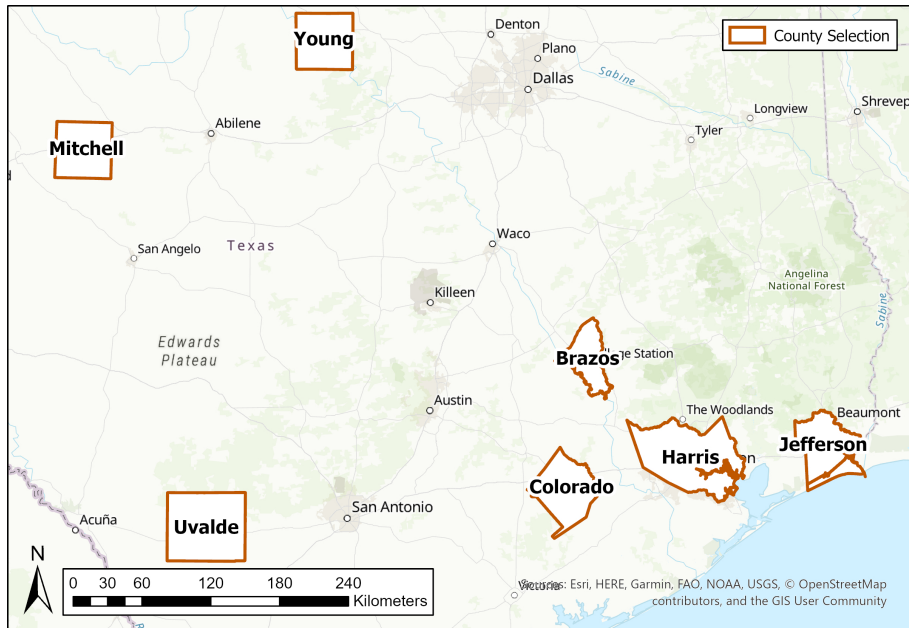 Denton
Young
County Selection
Plano
Dallas
Sabine
Longview
Shrevep
Abilene
Tyler
Mitchell
d
Waco
San Angelo
Texas
Angelina
National Forest
Killeen
Sabine
Edwards
Plateau
Brazos
llege Station
Austin
The Woodlands
Beaumont
Jefferson
Harris
on
Colorado
San Antonio
Acuña
Uvalde
N
0 30 60 120 180 240
Kilometers
Victoria
Sources: Esri, HERE, Garmin, FAO, NOAA, USGS, © OpenStreetMap
contributors, and the GIS User Community